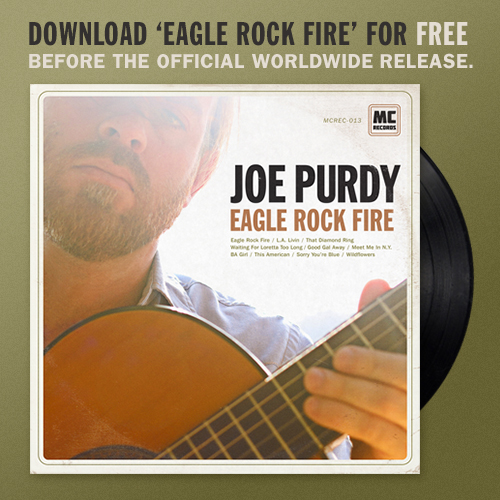 DOWNLOAD ‘EAGLE ROCK FIRE’ FOR FREE
BEFORE THE OFFICIAL WORLDWIDE RELEASE.
MCREC-013
MC
RECORDS
JOE PURDY
EAGLE ROCK FIRE
Eagle Rock Fire / L.A. Livin / That Diamond Ring
Waiting For Loretta Too Long / Good Gal Away / Meet Me In N.Y.
BA Girl / This American / Sorry You're Blue / Wildflowers